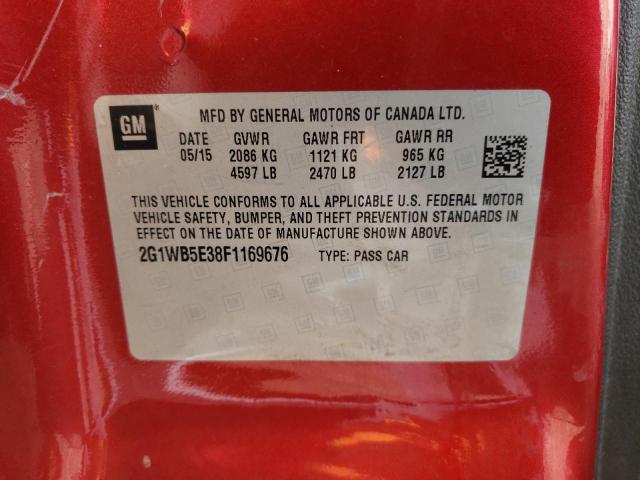 GM
MFD BY GENERAL MOTORS OF CANADA LTD.
DATE GVWR GAWR FRT GAWR RR
05/15 2086 KG 1121 KG 965 KG
4597 LB 2470 LB 2127 LB
THIS VEHICLE CONFORMS TO ALL APPLICABLE U.S. FEDERAL MOTOR
VEHICLE SAFETY, BUMPER, AND THEFT PREVENTION STANDARDS IN
EFFECT ON THE DATE OF MANUFACTURE SHOWN ABOVE.
2G1WB5E38F1169676 TYPE: PASS CAR